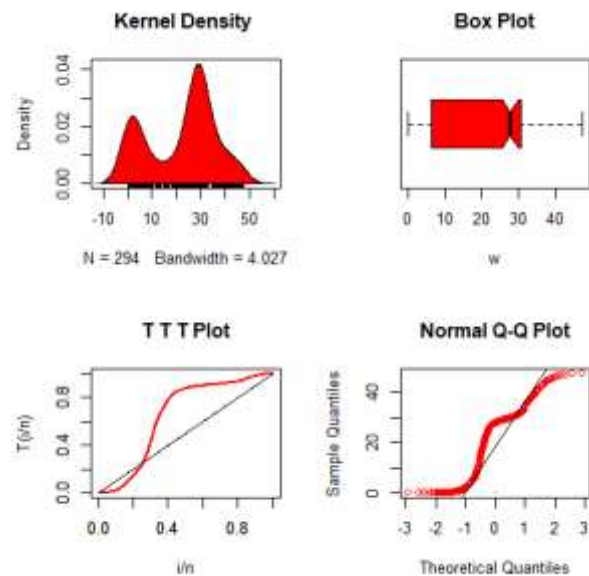 Kernel Density
Density
0.00 0.02 0.04
-10 10 30 50
N = 294 Bandwidth = 4.027
Box Plot
0 10 20 30 40
w
T T T Plot
T(i/n)
0.0 0.4 0.8
0.0 0.4 0.8
i/n
Normal Q-Q Plot
Sample Quantiles
0 20 40
-3 -2 -1 0 1 2 3
Theoretical Quantiles